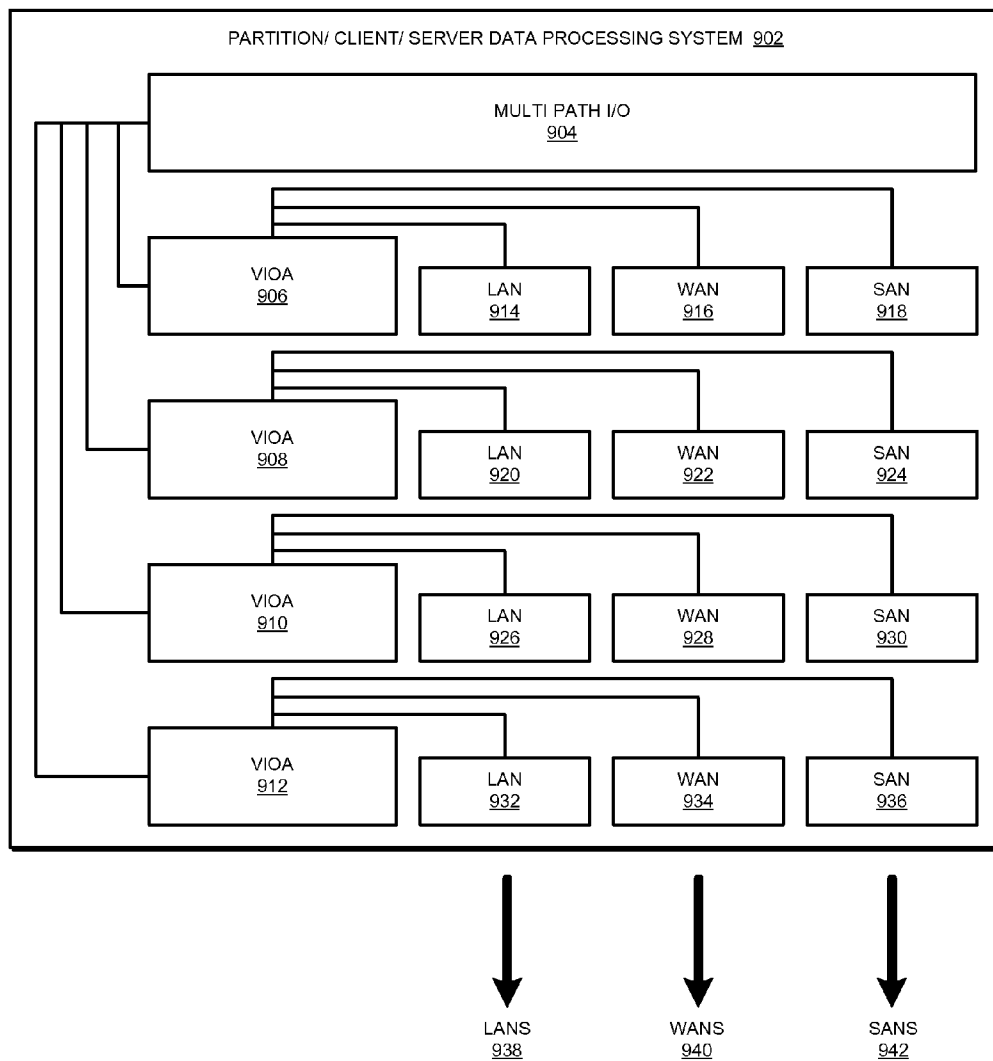 PARTITION/ CLIENT/ SERVER DATA PROCESSING SYSTEM 902
MULTI PATH I/O
904
VIOA
906
LAN
914
WAN
916
SAN
918
VIOA
908
LAN
920
WAN
922
SAN
924
VIOA
910
LAN
926
WAN
928
SAN
930
VIOA
912
LAN
932
WAN
934
SAN
936
LANS
938
WANS
940
SANS
942